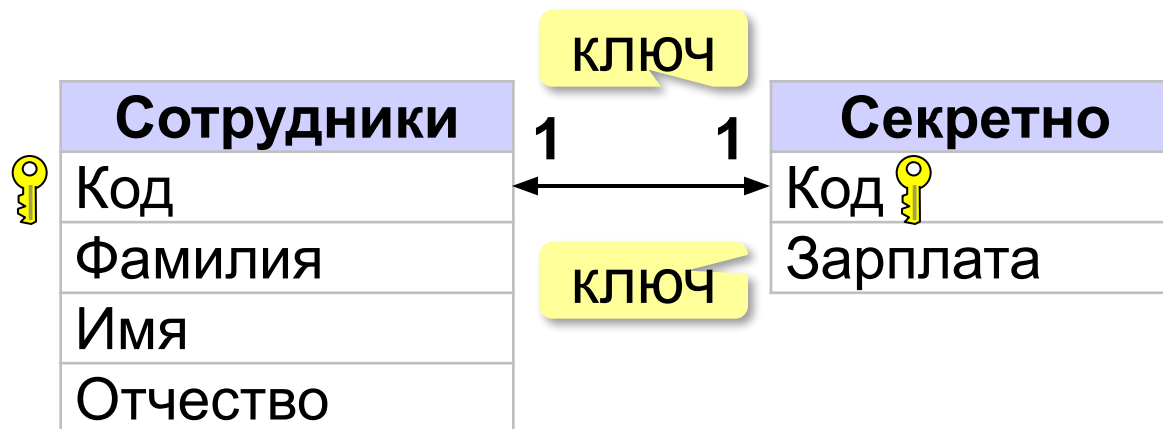 ключ
Сотрудники
1
1
Секретно
Код
Код
Фамилия
ключ
Зарплата
Имя
Отчество